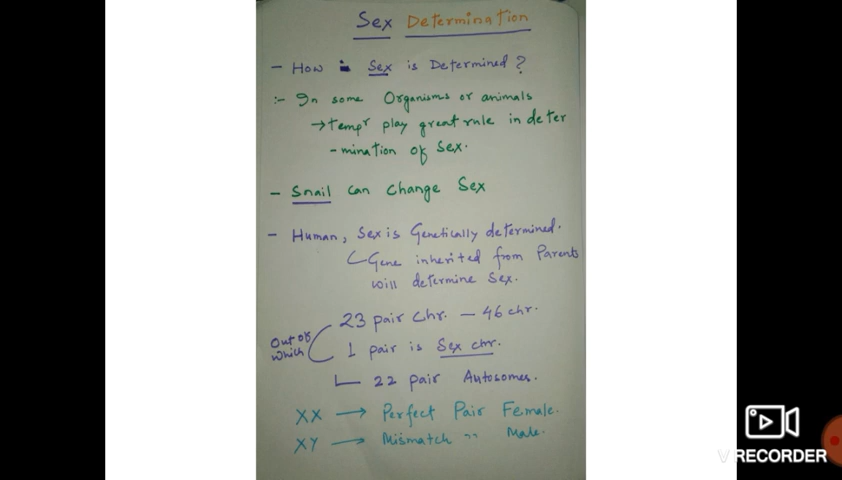 Sex Determination
- How is Sex is Determined?
:- In some Organisms or animals
→ tempr play great rule in deter
-mination of Sex.
- Snail can change Sex
- Human, Sex is Genetically determined.
Gene inherited from Parents
will determine Sex.
23 pair Chr. - 46 chr.
Out of
which
1 pair is Sex chr.
22 pair Autosomes.
XX → Perfect Pair Female.
XY → Mismatch " Male.
V RECORDER